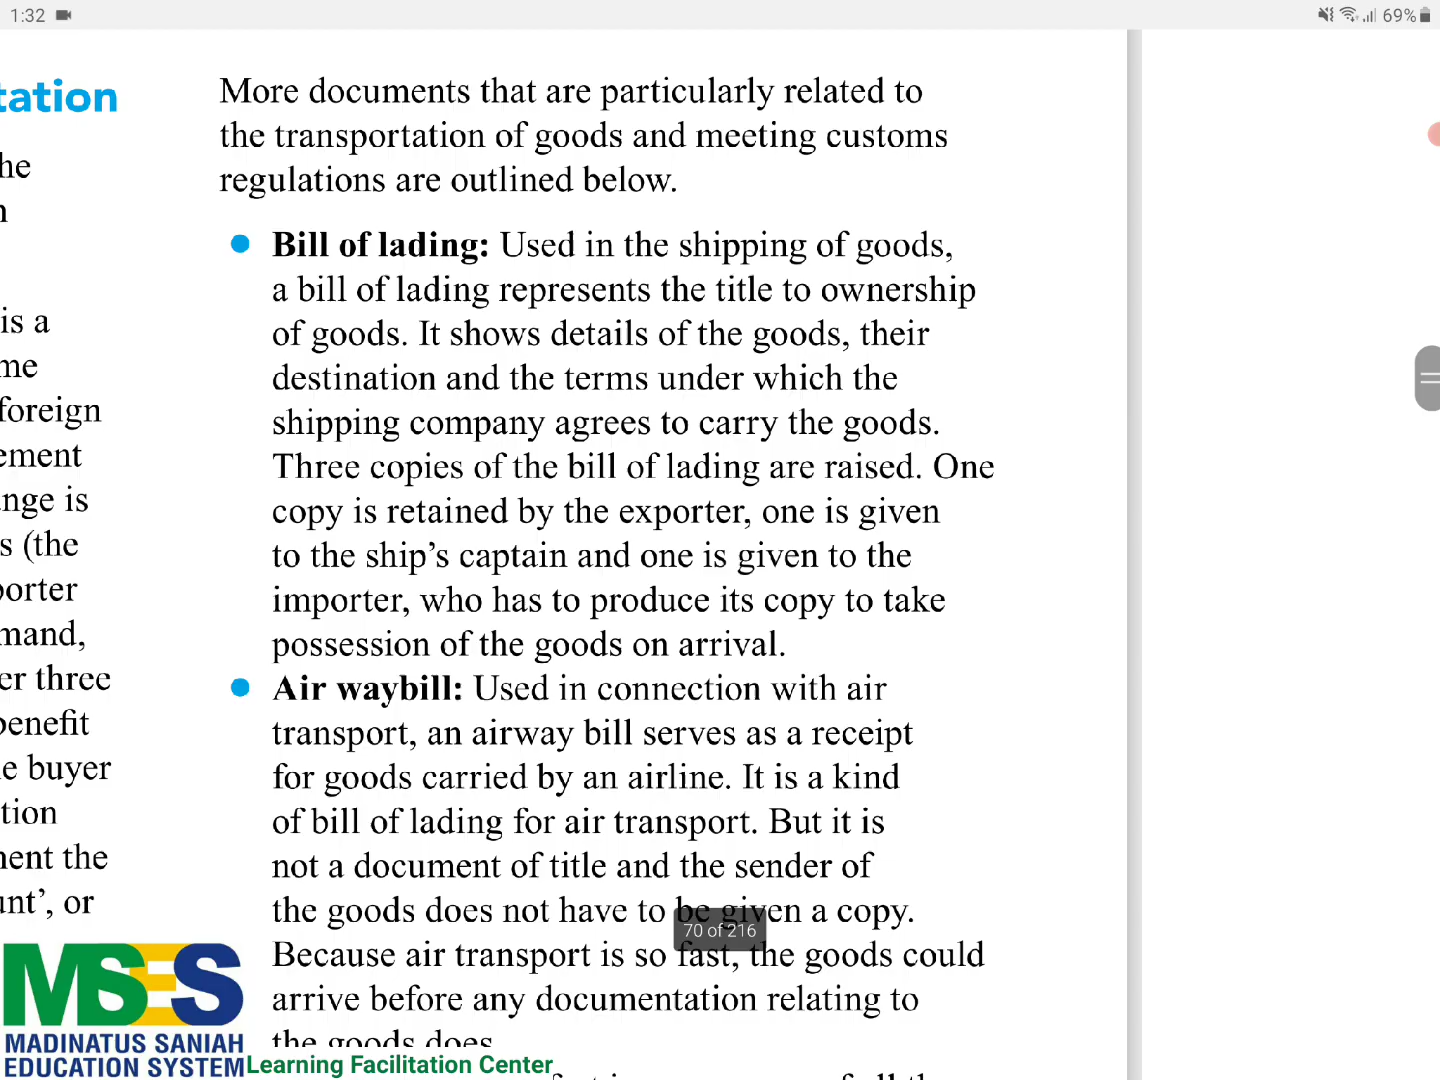 1:32
69%
tation
More documents that are particularly related to
the transportation of goods and meeting customs
regulations are outlined below.
he
is a
me
foreign
ement
nge is
s (the
porter
mand,
er three
benefit
e buyer
tion
ment the
unt’, or
Bill of lading: Used in the shipping of goods,
a bill of lading represents the title to ownership
of goods. It shows details of the goods, their
destination and the terms under which the
shipping company agrees to carry the goods.
Three copies of the bill of lading are raised. One
copy is retained by the exporter, one is given
to the ship’s captain and one is given to the
importer, who has to produce its copy to take
possession of the goods on arrival.
Air waybill: Used in connection with air
transport, an airway bill serves as a receipt
for goods carried by an airline. It is a kind
of bill of lading for air transport. But it is
not a document of title and the sender of
the goods does not have to be given a copy.
70 of 216
Because air transport is so fast, the goods could
arrive before any documentation relating to
the goods does.
MSES
MADINATUS SANIAH
EDUCATION SYSTEM
Learning Facilitation Center